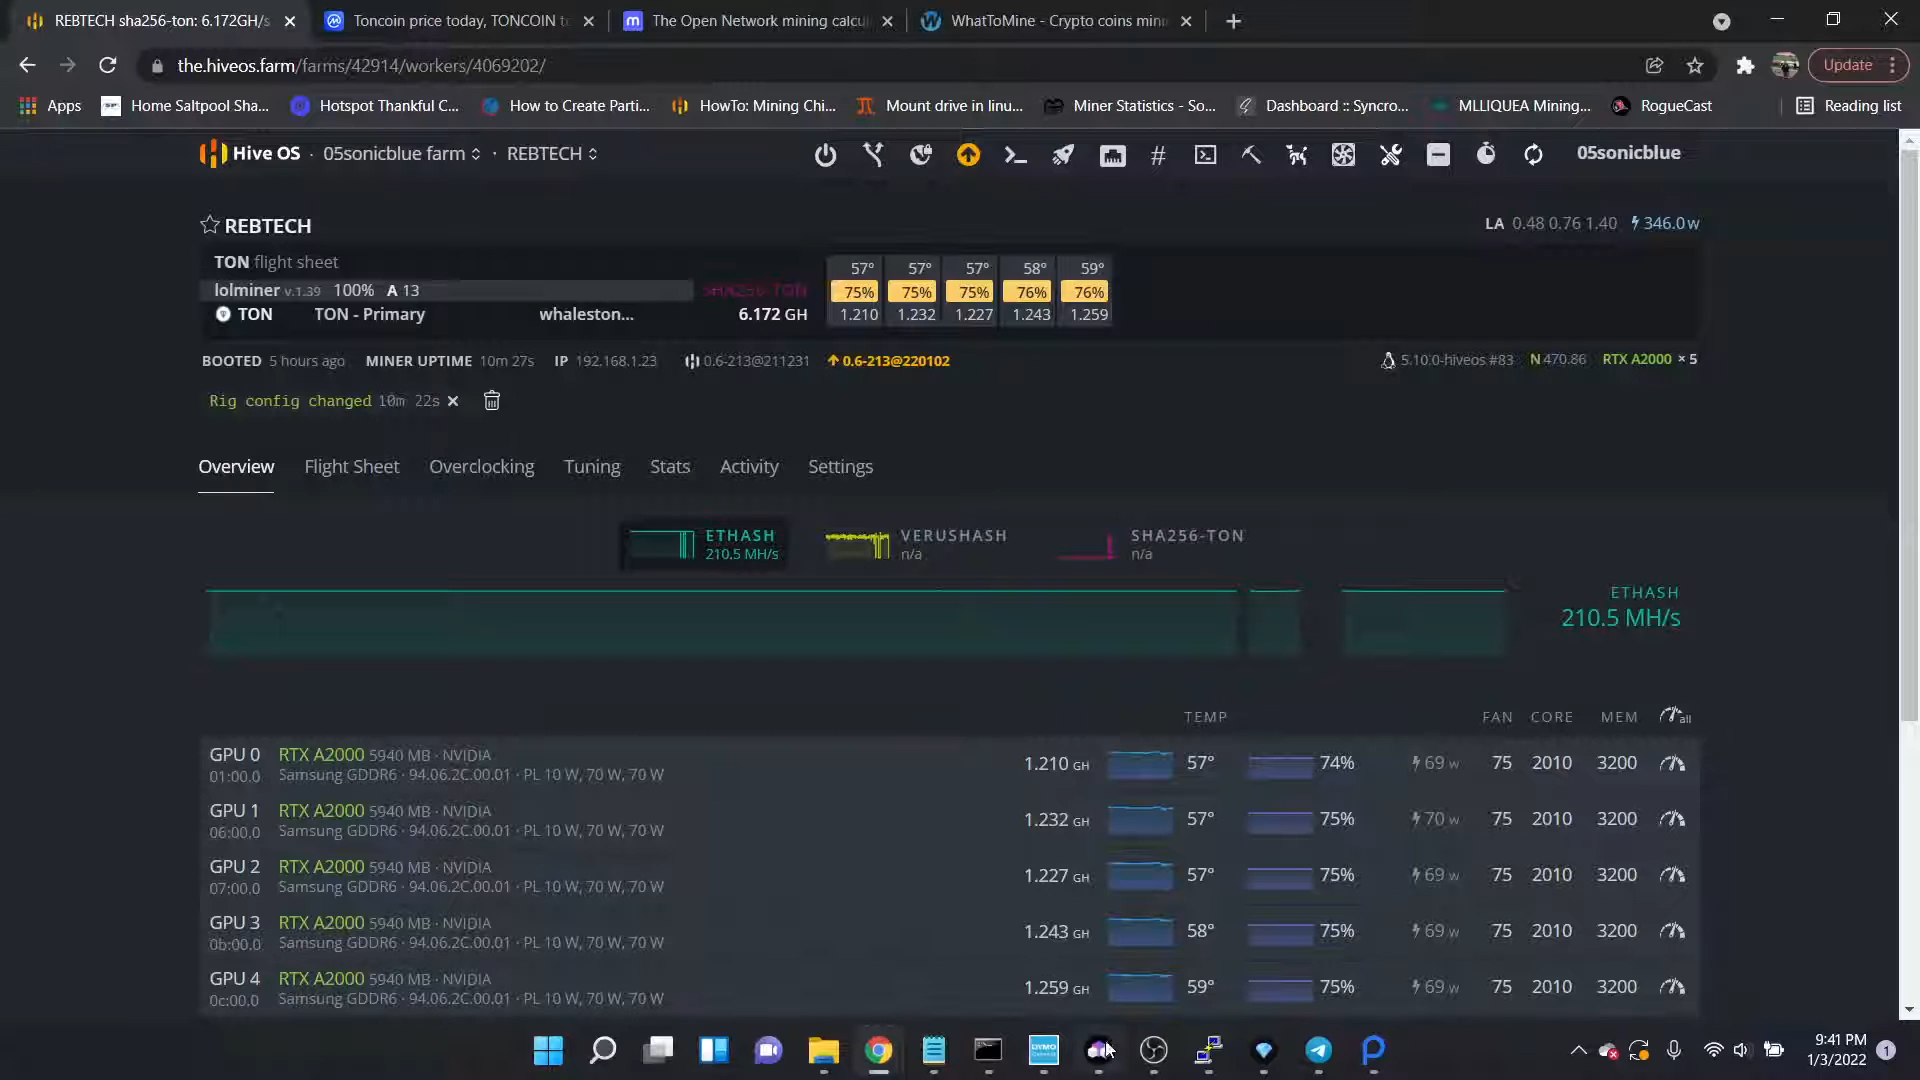 REBTECH sha256-ton: 6.172GH/s
Toncoin price today, TONCOIN to
The Open Network mining calcu
WhatToMine - Crypto coins mini
the.hiveos.farm/farms/42914/workers/4069202/
Update
Apps
Home Saltpool Sha...
Hotspot Thankful C...
How to Create Parti...
HowTo: Mining Chi...
Mount drive in linu...
Miner Statistics - So...
Dashboard :: Syncro...
MLLIQUEA Mining...
RogueCast
Reading list
Hive OS · 05sonicblue farm · REBTECH
05sonicblue
REBTECH
LA 0.48 0.76 1.40 346.0 w
TON flight sheet
lolminer v.1.39 100% A 13 SHA256-TON
TON TON - Primary whaleston... 6.172 GH
57° 57° 57° 58° 59°
75% 75% 75% 76% 76%
1.210 1.232 1.227 1.243 1.259
BOOTED 5 hours ago MINER UPTIME 10m 27s IP 192.168.1.23 0.6-213@211231 0.6-213@220102
5.10.0-hiveos #83 N 470.86 RTX A2000 × 5
Rig config changed 10m 22s
Overview Flight Sheet Overclocking Tuning Stats Activity Settings
ETHASH
210.5 MH/s
VERUSHASH
n/a
SHA256-TON
n/a
ETHASH
210.5 MH/s
TEMP FAN CORE MEM all
GPU 0 RTX A2000 5940 MB · NVIDIA
01:00.0 Samsung GDDR6 · 94.06.2C.00.01 · PL 10 W, 70 W, 70 W
1.210 GH 57° 74% 69 w 75 2010 3200
GPU 1 RTX A2000 5940 MB · NVIDIA
06:00.0 Samsung GDDR6 · 94.06.2C.00.01 · PL 10 W, 70 W, 70 W
1.232 GH 57° 75% 70 w 75 2010 3200
GPU 2 RTX A2000 5940 MB · NVIDIA
07:00.0 Samsung GDDR6 · 94.06.2C.00.01 · PL 10 W, 70 W, 70 W
1.227 GH 57° 75% 69 w 75 2010 3200
GPU 3 RTX A2000 5940 MB · NVIDIA
0b:00.0 Samsung GDDR6 · 94.06.2C.00.01 · PL 10 W, 70 W, 70 W
1.243 GH 58° 75% 69 w 75 2010 3200
GPU 4 RTX A2000 5940 MB · NVIDIA
0c:00.0 Samsung GDDR6 · 94.06.2C.00.01 · PL 10 W, 70 W, 70 W
1.259 GH 59° 75% 69 w 75 2010 3200
DYMO
9:41 PM
1/3/2022
1